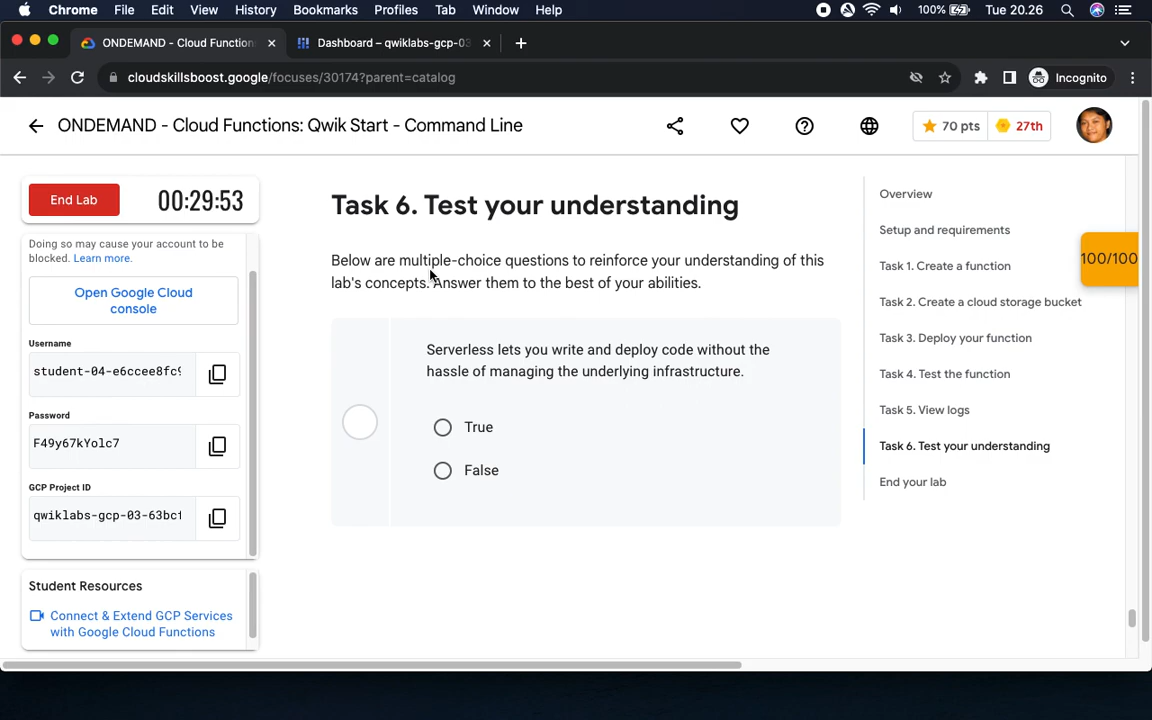 Chrome File Edit View History Bookmarks Profiles Tab Window Help 100% Tue 20.26
ONDEMAND - Cloud Function Dashboard – qwiklabs-gcp-03
cloudskillsboost.google/focuses/30174?parent=catalog Incognito
ONDEMAND - Cloud Functions: Qwik Start - Command Line 70 pts 27th
End Lab 00:29:53
Doing so may cause your account to be
blocked. Learn more.
Open Google Cloud
console
Username
student-04-e6ccee8fc9
Password
F49y67kYolc7
GCP Project ID
qwiklabs-gcp-03-63bcf
Student Resources
Connect & Extend GCP Services
with Google Cloud Functions
Task 6. Test your understanding
Below are multiple-choice questions to reinforce your understanding of this
lab's concepts. Answer them to the best of your abilities.
Serverless lets you write and deploy code without the
hassle of managing the underlying infrastructure.
True
False
Overview
Setup and requirements
Task 1. Create a function
Task 2. Create a cloud storage bucket
Task 3. Deploy your function
Task 4. Test the function
Task 5. View logs
Task 6. Test your understanding
End your lab
100/100